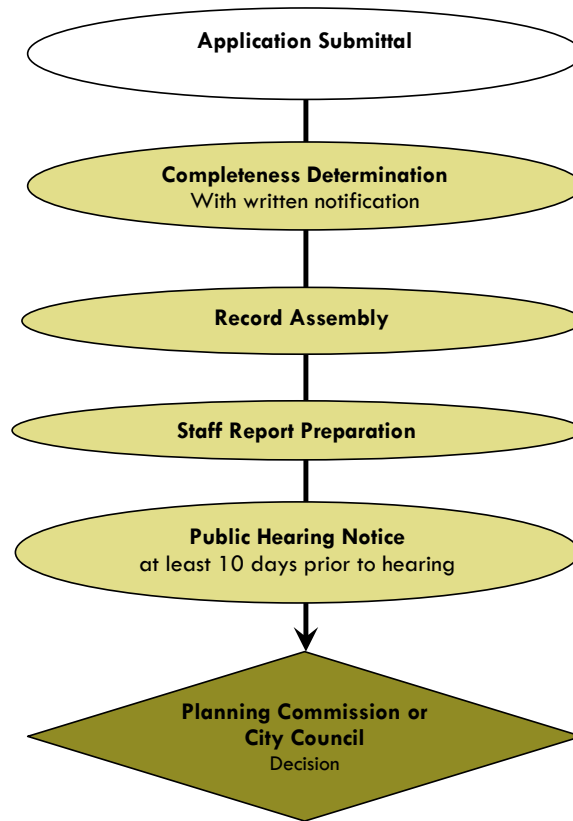 Application Submittal
Completeness Determination
With written notification
Record Assembly
Staff Report Preparation
Public Hearing Notice
at least 10 days prior to hearing
Planning Commission or
City Council
Decision